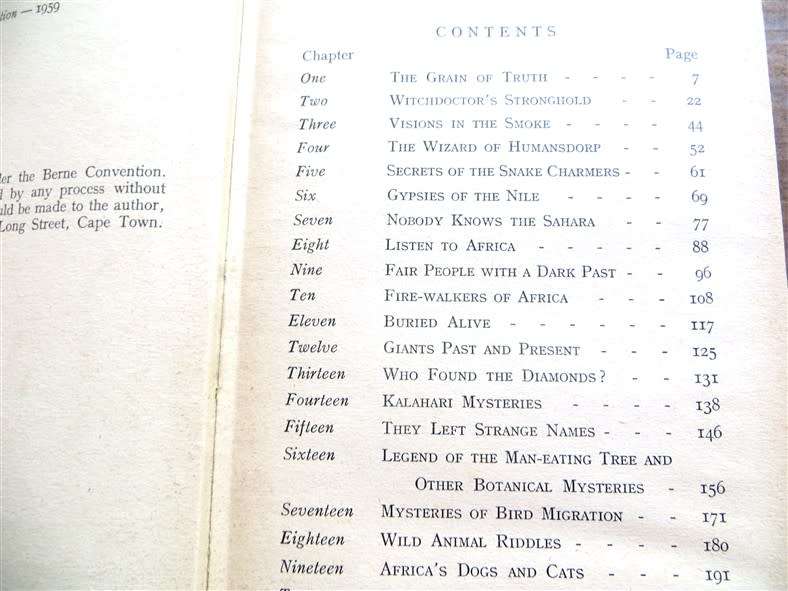 tion — 1959
der the Berne Convention.
d by any process without
uld be made to the author,
Long Street, Cape Town.
CONTENTS
Chapter Page
One THE GRAIN OF TRUTH - - - - 7
Two WITCHDOCTOR'S STRONGHOLD - - 22
Three VISIONS IN THE SMOKE - - - - 44
Four THE WIZARD OF HUMANSDORP - - 52
Five SECRETS OF THE SNAKE CHARMERS - - 61
Six GYPSIES OF THE NILE - - - - 69
Seven NOBODY KNOWS THE SAHARA - - 77
Eight LISTEN TO AFRICA - - - - - 88
Nine FAIR PEOPLE WITH A DARK PAST - - 96
Ten FIRE-WALKERS OF AFRICA - - - 108
Eleven BURIED ALIVE - - - - - - 117
Twelve GIANTS PAST AND PRESENT - - - 125
Thirteen WHO FOUND THE DIAMONDS? - - 131
Fourteen KALAHARI MYSTERIES - - - - 138
Fifteen THEY LEFT STRANGE NAMES - - - 146
Sixteen LEGEND OF THE MAN-EATING TREE AND
OTHER BOTANICAL MYSTERIES - 156
Seventeen MYSTERIES OF BIRD MIGRATION - - 171
Eighteen WILD ANIMAL RIDDLES - - - - 180
Nineteen AFRICA'S DOGS AND CATS - - - 191